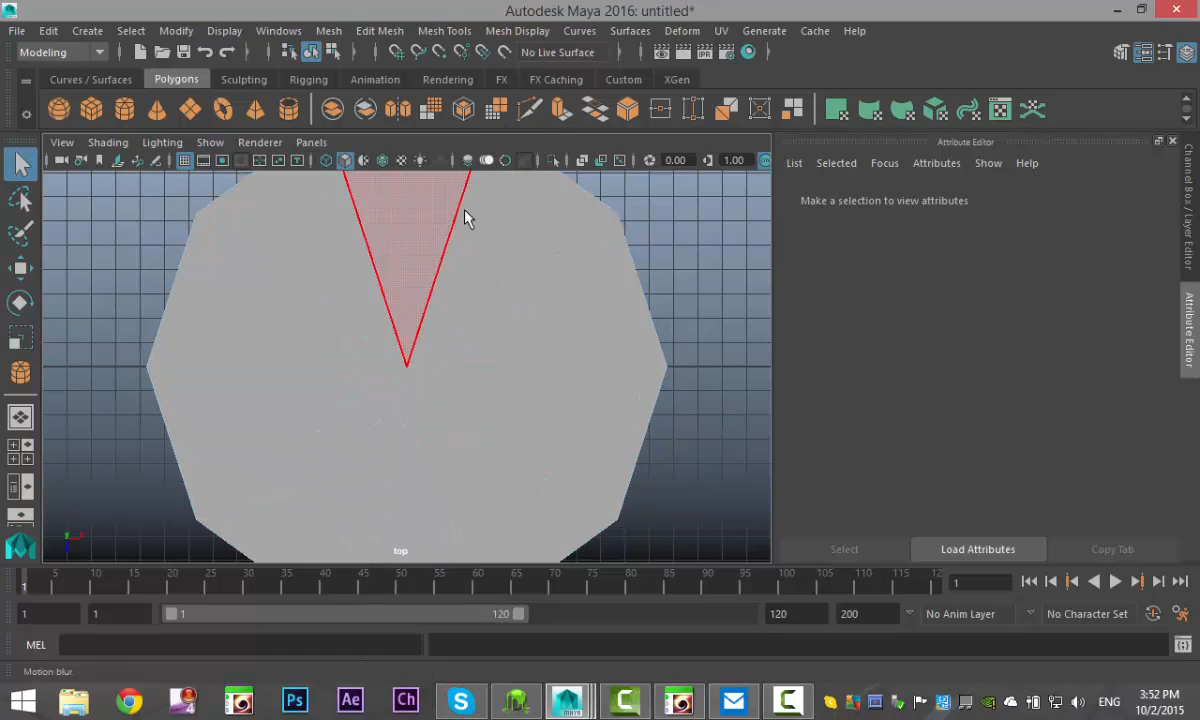 Autodesk Maya 2016: untitled*
File Edit Create Select Modify Display Windows Mesh Edit Mesh Mesh Tools Mesh Display Curves Surfaces Deform UV Generate Cache Help
Modeling No Live Surface
Curves / Surfaces Polygons Sculpting Rigging Animation Rendering FX FX Caching Custom XGen
View Shading Lighting Show Renderer Panels
Attribute Editor
List Selected Focus Attributes Show Help
0.00 1.00
Make a selection to view attributes
Channel Box / Layer Editor
Attribute Editor
y x
top
Select Load Attributes Copy Tab
1 5 10 15 20 25 30 35 40 45 50 55 60 65 70 75 80 85 90 95 100 105 110 115 12
1
1 1 1 120 120 200 No Anim Layer No Character Set
MEL
Motion blur
Ps Ae Ch ENG 3:52 PM
10/2/2015